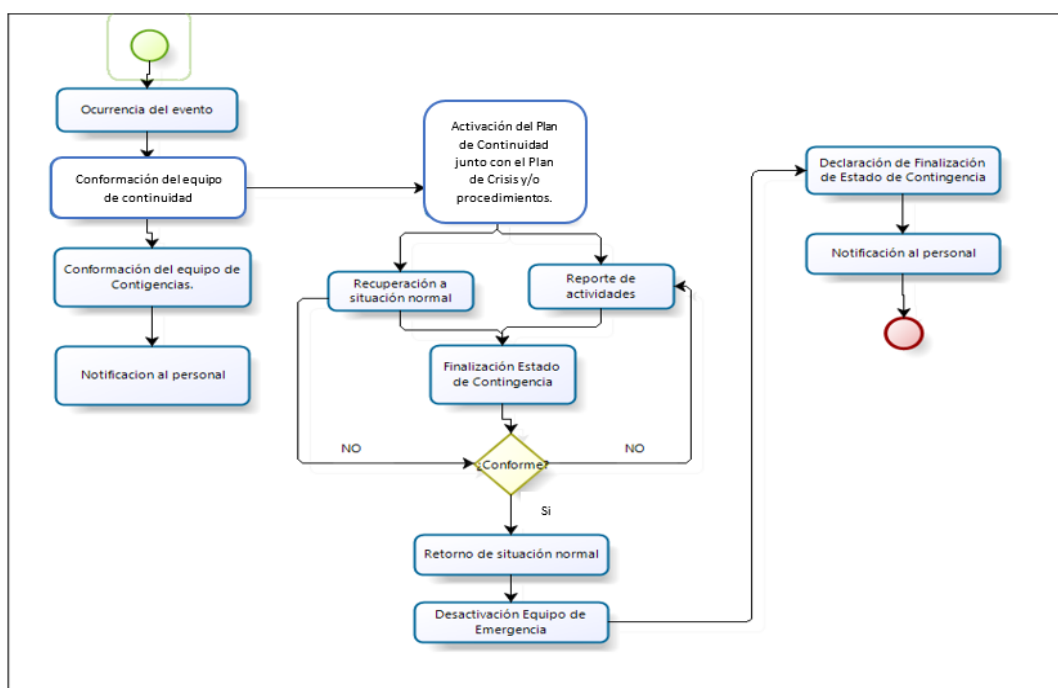 Ocurrencia del evento
Conformación del equipo
de continuidad
Conformación del equipo de
Contigencias.
Notificacion al personal
Activación del Plan
de Continuidad
junto con el Plan
de Crisis y/o
procedimientos.
Recuperación a
situación normal
Reporte de
actividades
Finalización Estado
de Contingencia
NO
¿Conforme?
NO
Si
Retorno de situación normal
Desactivación Equipo de
Emergencia
Declaración de Finalización
de Estado de Contingencia
Notificación al personal